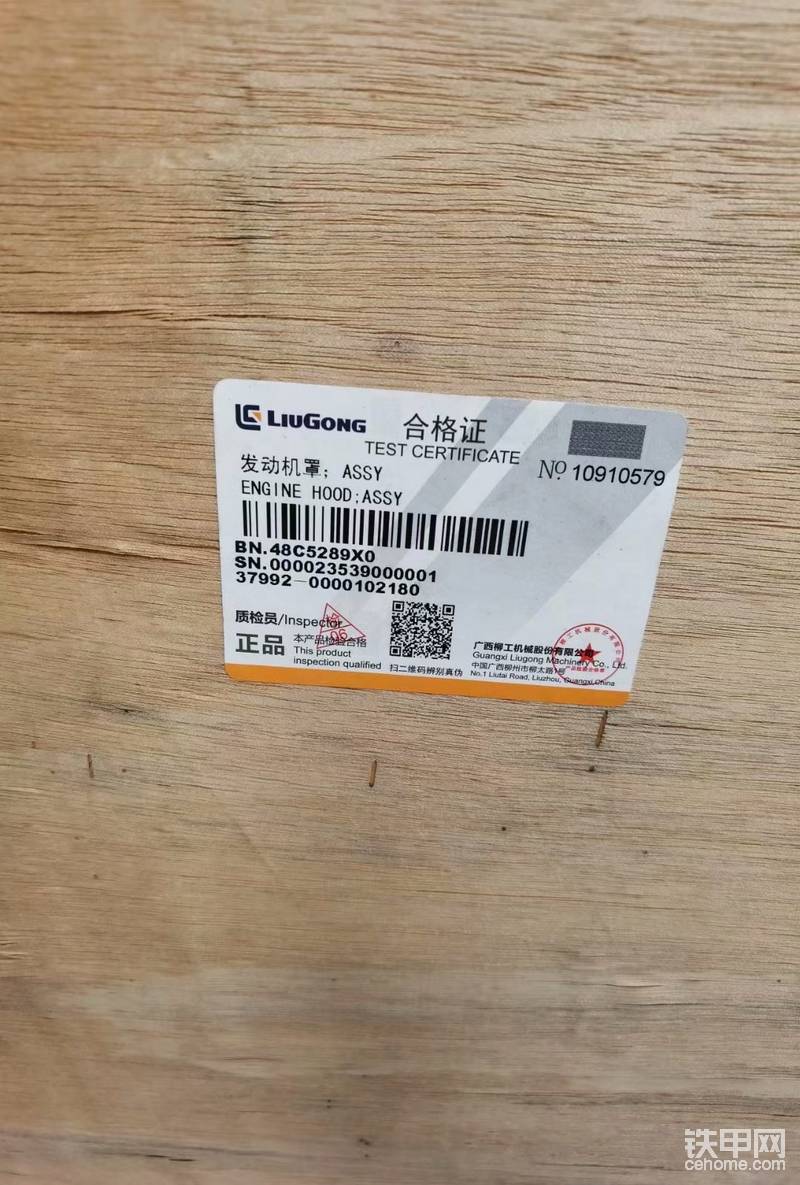 LIUGONG
合格证
TEST CERTIFICATE
№ 10910579
发动机罩; ASSY
ENGINE HOOD;ASSY
BN.48C5289X0
SN.000023539000001
37992-0000102180
质检员/Inspector
检
06
正品
本产品检验合格
This product
inspection qualified
扫二维码辨别真伪
广西柳工机械股份有限公司
Guangxi Liugong Machinery Co., Ltd.
中国广西柳州市柳太路1号
No.1 Liutai Road, Liuzhou, Guangxi, China
铁甲网
cehome.com